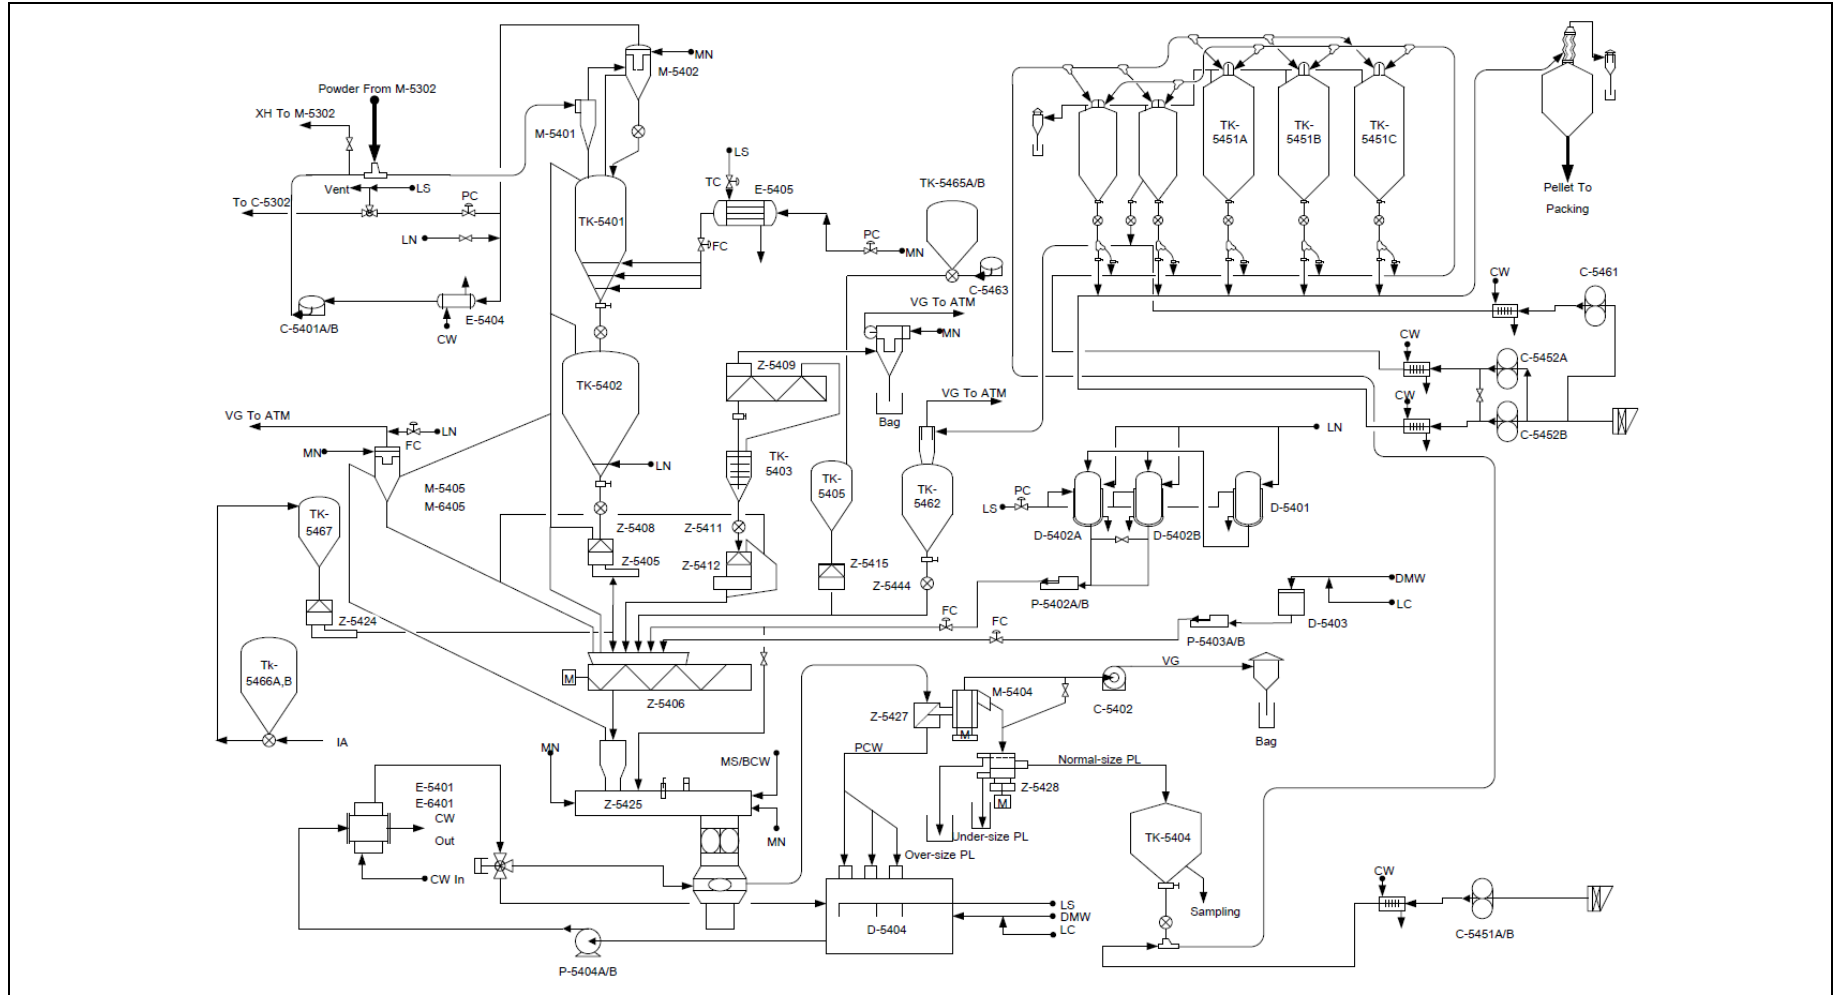 MN
M-5402
Powder From M-5302
XH To M-5302
M-5401
Vent
LS
PC
To C-5302
LN
C-5401A/B
E-5404
CW
TK-5401
LS
TC
E-5405
FC
PC
MN
TK-5465A/B
C-5463
VG To ATM
MN
Bag
TK-
5451A
TK-
5451B
TK-
5451C
Pellet To
Packing
CW
C-5461
CW
C-5452A
CW
C-5452B
TK-5402
Z-5409
VG To ATM
FC
LN
MN
M-5405
M-6405
LN
TK-
5403
TK-
5405
VG To ATM
TK-
5462
LN
PC
LS
D-5402A
D-5402B
D-5401
TK-
5467
Z-5408
Z-5405
Z-5411
Z-5412
Z-5415
Z-5444
P-5402A/B
Z-5424
FC
FC
DMW
LC
D-5403
P-5403A/B
Tk-
5466A,B
IA
M
Z-5406
Z-5427
M-5404
M
VG
C-5402
Bag
PCW
MN
MS/BCW
Z-5425
MN
Normal-size PL
Z-5428
M
Under-size PL
Over-size PL
TK-5404
Sampling
E-5401
E-6401
CW
Out
CW In
P-5404A/B
D-5404
LS
DMW
LC
CW
C-5451A/B